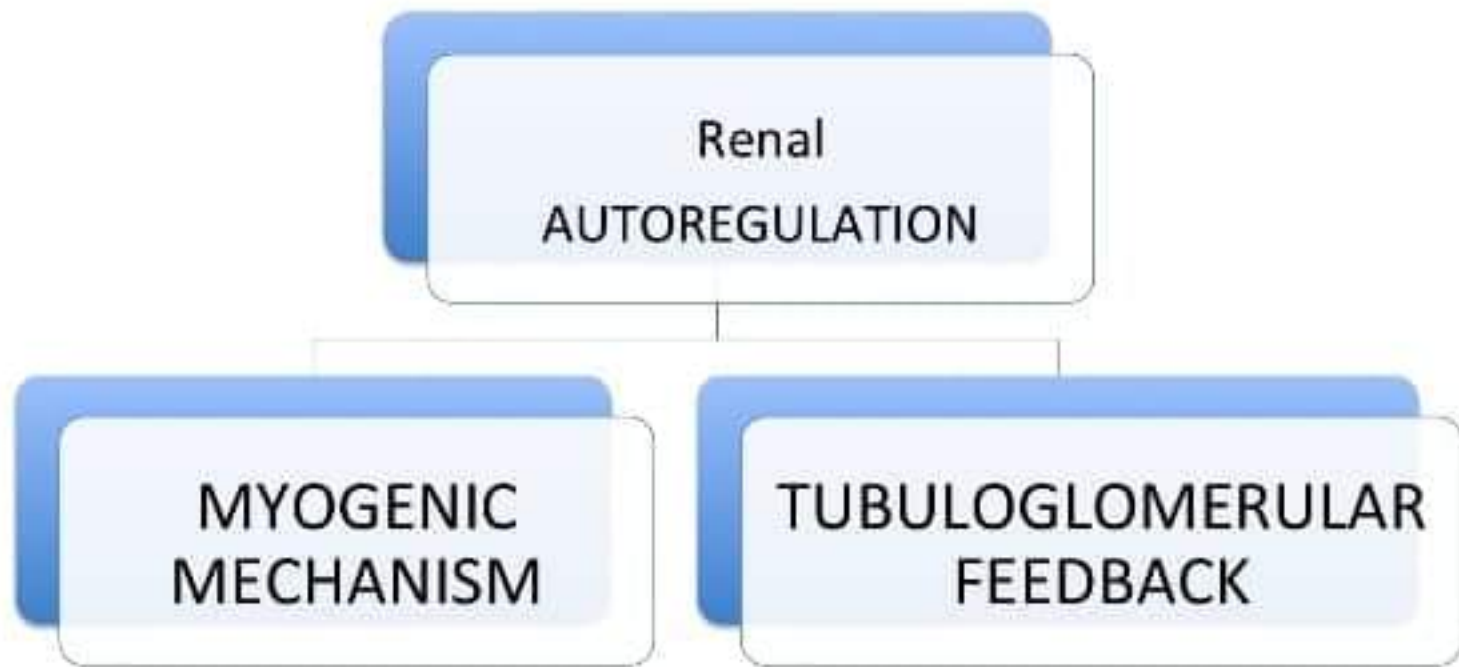 Renal
AUTOREGULATION
MYOGENIC
MECHANISM
TUBULOGLOMERULAR
FEEDBACK